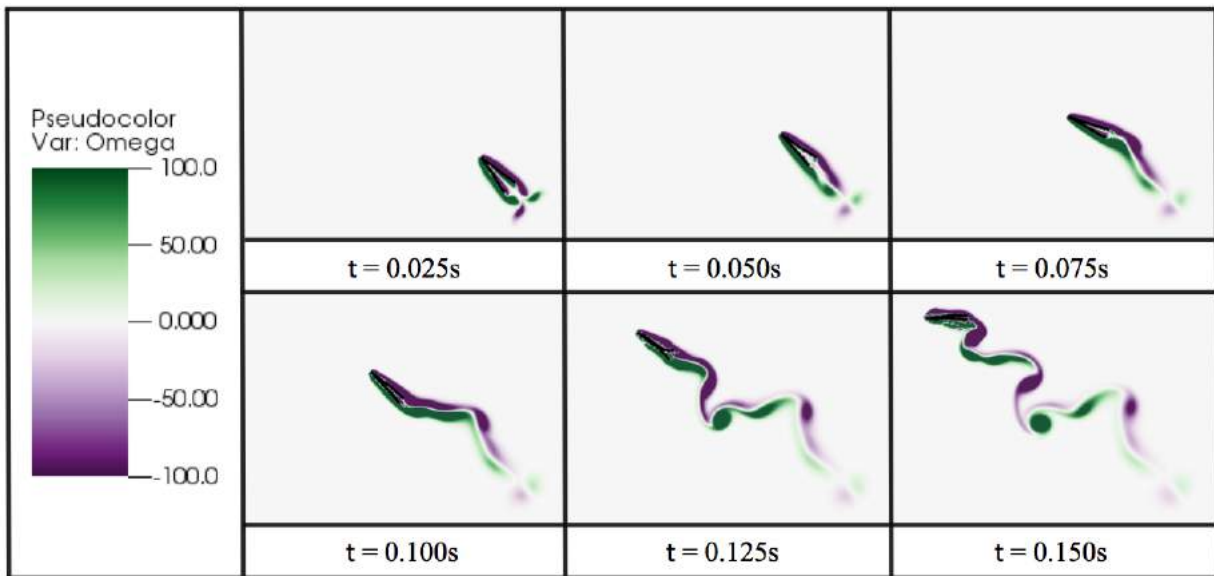 Pseudocolor
Var: Omega
100.0
50.00
0.000
-50.00
-100.0
t = 0.025s
t = 0.050s
t = 0.075s
t = 0.100s
t = 0.125s
t = 0.150s